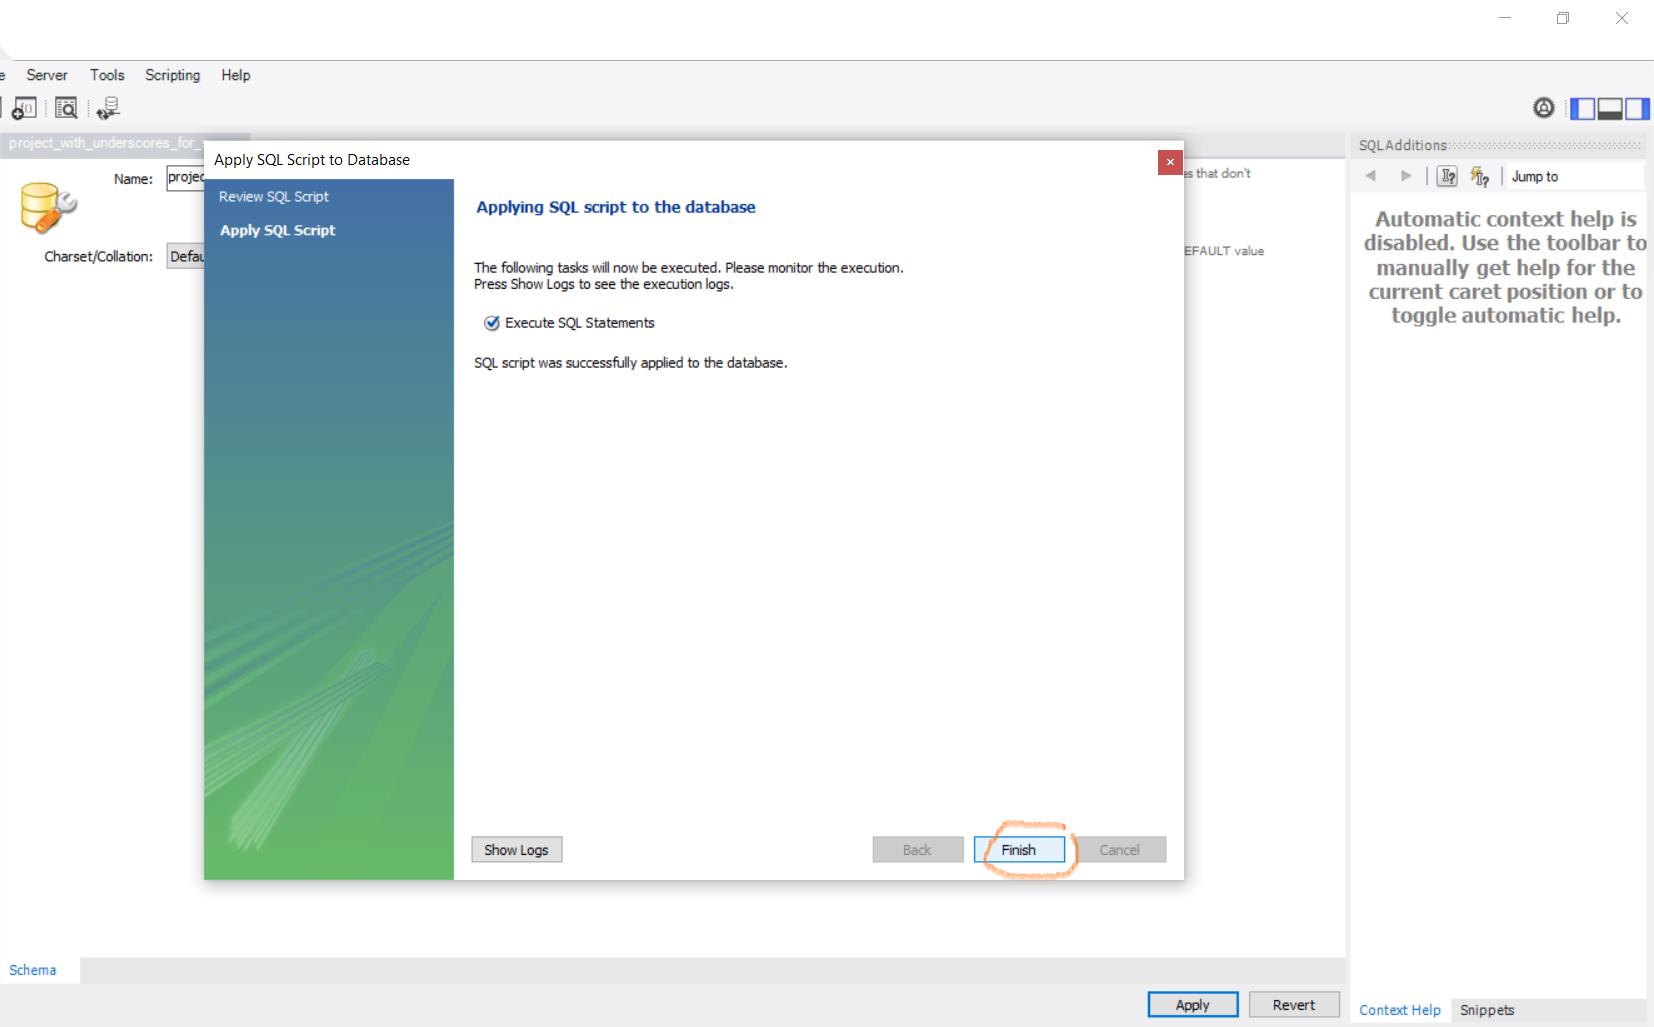 Server Tools Scripting Help
project_with_underscores_for_
Name:
Charset/Collation:
Apply SQL Script to Database
Review SQL Script
Apply SQL Script
Applying SQL script to the database
The following tasks will now be executed. Please monitor the execution.
Press Show Logs to see the execution logs.
Execute SQL Statements
SQL script was successfully applied to the database.
Show Logs
Back
Finish
Cancel
that don't
value
SQLAdditions
Jump to
Automatic context help is
disabled. Use the toolbar to
manually get help for the
current caret position or to
toggle automatic help.
Schema
Apply
Revert
Context Help
Snippets